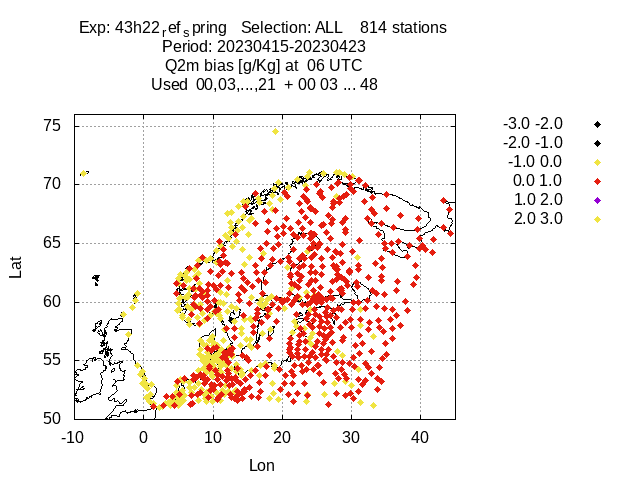 Exp: 43h22ref_spring   Selection: ALL    814 stations
Period: 20230415-20230423
Q2m bias [g/Kg] at  06 UTC
Used  00,03,...,21  + 00 03 ... 48
-3.0 -2.0
-2.0 -1.0
-1.0 0.0
0.0 1.0
1.0 2.0
2.0 3.0
75
70
65
60
55
50
Lat
-10 0 10 20 30 40
Lon